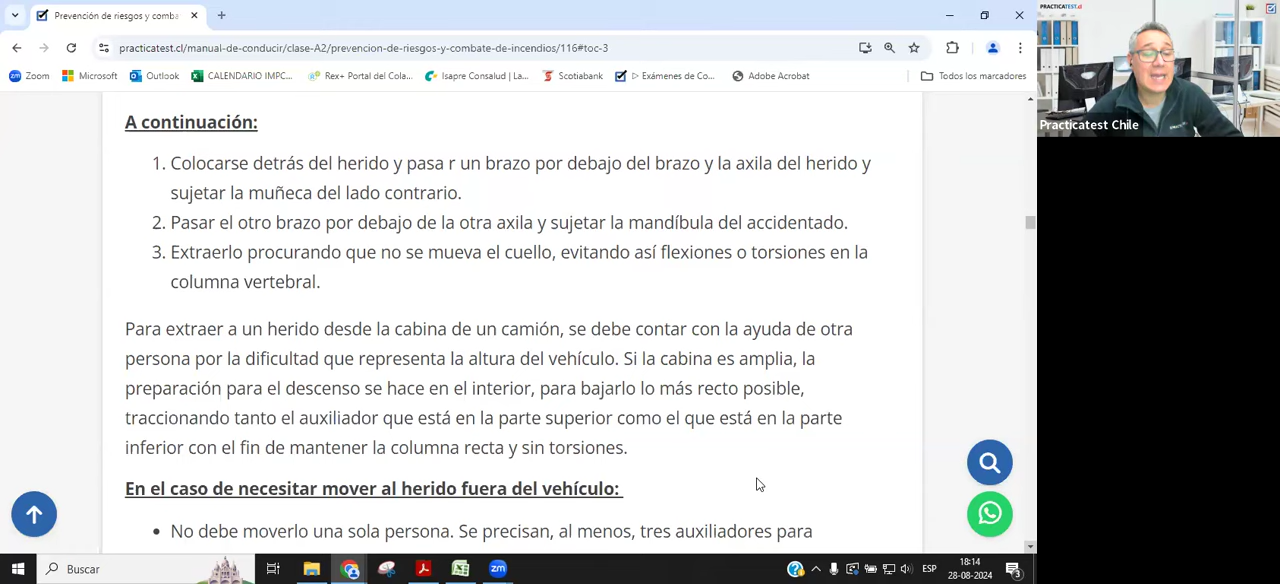 Prevención de riesgos y comba
practicatest.cl/manual-de-conducir/clase-A2/prevencion-de-riesgos-y-combate-de-incendios/116#toc-3
Zoom
Microsoft
Outlook
CALENDARIO IMPC...
Rex+ Portal del Cola...
Isapre Consalud | La...
Scotiabank
▷ Exámenes de Co...
Adobe Acrobat
Todos los marcadores
PRACTICATEST.cl
Practicatest Chile
A continuación:
1. Colocarse detrás del herido y pasa r un brazo por debajo del brazo y la axila del herido y
sujetar la muñeca del lado contrario.
2. Pasar el otro brazo por debajo de la otra axila y sujetar la mandíbula del accidentado.
3. Extraerlo procurando que no se mueva el cuello, evitando así flexiones o torsiones en la
columna vertebral.
Para extraer a un herido desde la cabina de un camión, se debe contar con la ayuda de otra
persona por la dificultad que representa la altura del vehículo. Si la cabina es amplia, la
preparación para el descenso se hace en el interior, para bajarlo lo más recto posible,
traccionando tanto el auxiliador que está en la parte superior como el que está en la parte
inferior con el fin de mantener la columna recta y sin torsiones.
En el caso de necesitar mover al herido fuera del vehículo:
• No debe moverlo una sola persona. Se precisan, al menos, tres auxiliadores para
Buscar
ESP
18:14
28-08-2024
3